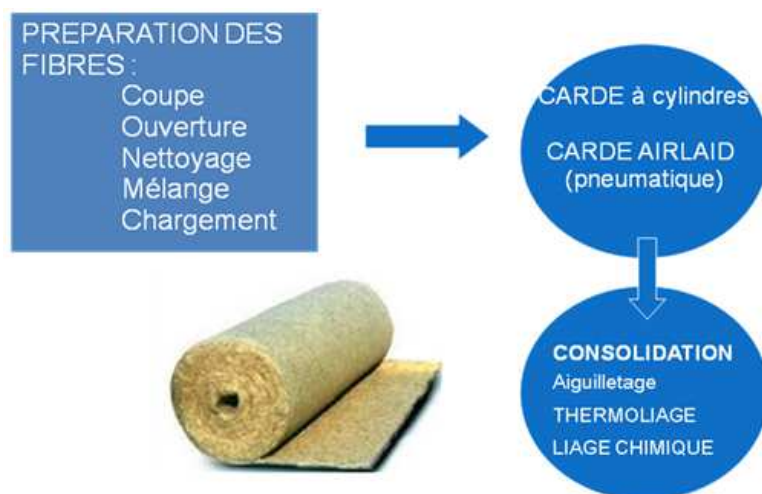 PREPARATION DES
FIBRES :
Coupe
Ouverture
Nettoyage
Mélange
Chargement
CARDE à cylindres
CARDE AIRLAID
(pneumatique)
CONSOLIDATION
Aiguilletage
THERMOLIAGE
LIAGE CHIMIQUE